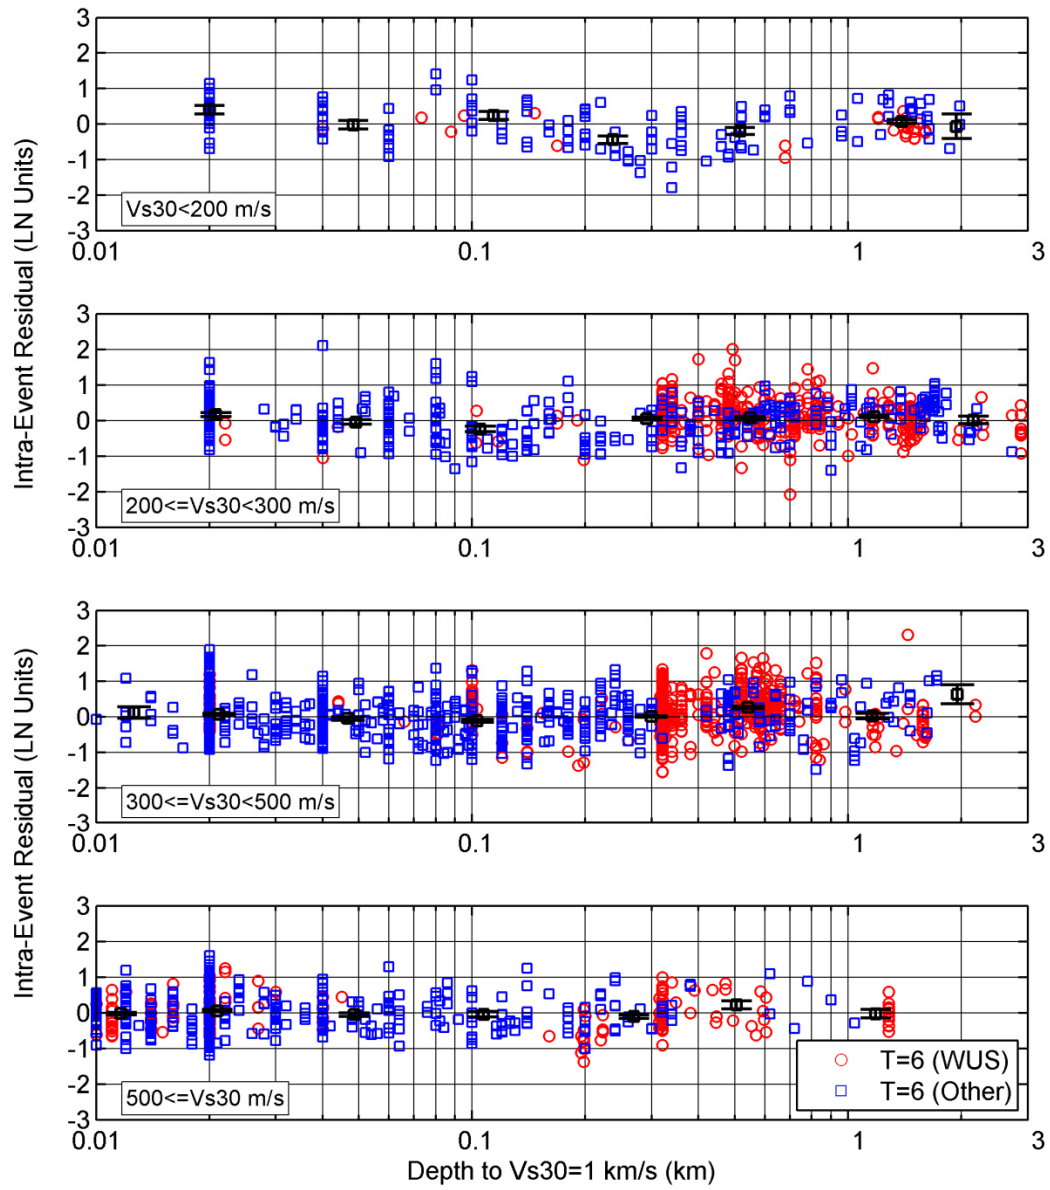 3
2
1
0
-1
-2
-3
Vs30<200 m/s
0.01 0.1 1 3
Intra-Event Residual (LN Units)
3
2
1
0
-1
-2
-3
200<=Vs30<300 m/s
0.01 0.1 1 3
3
2
1
0
-1
-2
-3
300<=Vs30<500 m/s
0.01 0.1 1 3
Intra-Event Residual (LN Units)
3
2
1
0
-1
-2
-3
500<=Vs30 m/s
T=6 (WUS)
T=6 (Other)
0.01 0.1 1 3
Depth to Vs30=1 km/s (km)